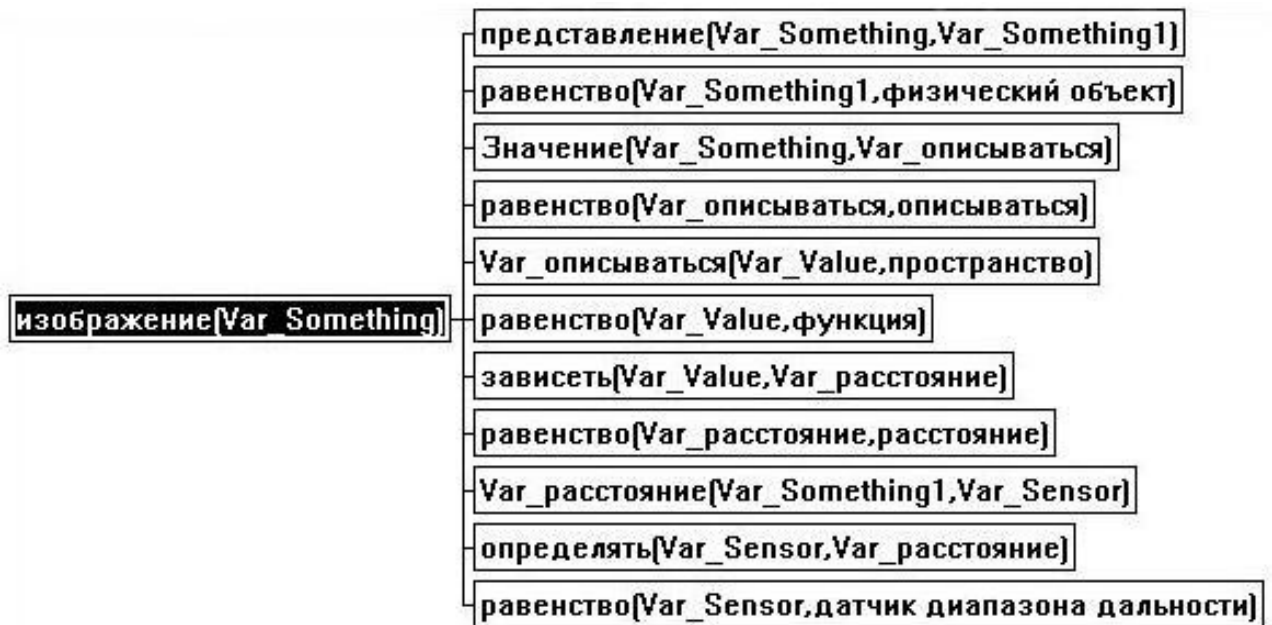 представление(Var_Something,Var_Something1)
равенство(Var_Something1,физический объект)
Значение(Var_Something,Var_описываться)
равенство(Var_описываться,описываться)
Var_описываться(Var_Value,пространство)
изображение(Var_Something)
равенство(Var_Value,функция)
зависеть(Var_Value,Var_расстояние)
равенство(Var_расстояние,расстояние)
Var_расстояние(Var_Something1,Var_Sensor)
определять(Var_Sensor,Var_расстояние)
равенство(Var_Sensor,датчик диапазона дальности)